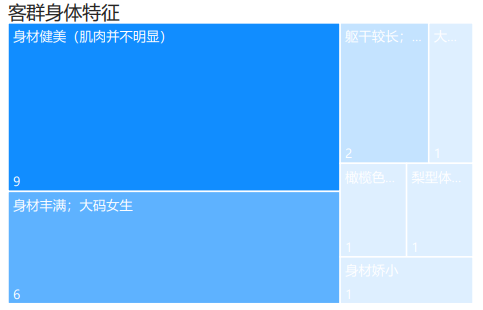 客群身体特征
身材健美（肌肉并不明显）
9
身材丰满；大码女生
6
躯干较长；...
2
大...
1
橄榄色...
1
梨型体...
1
身材娇小
1